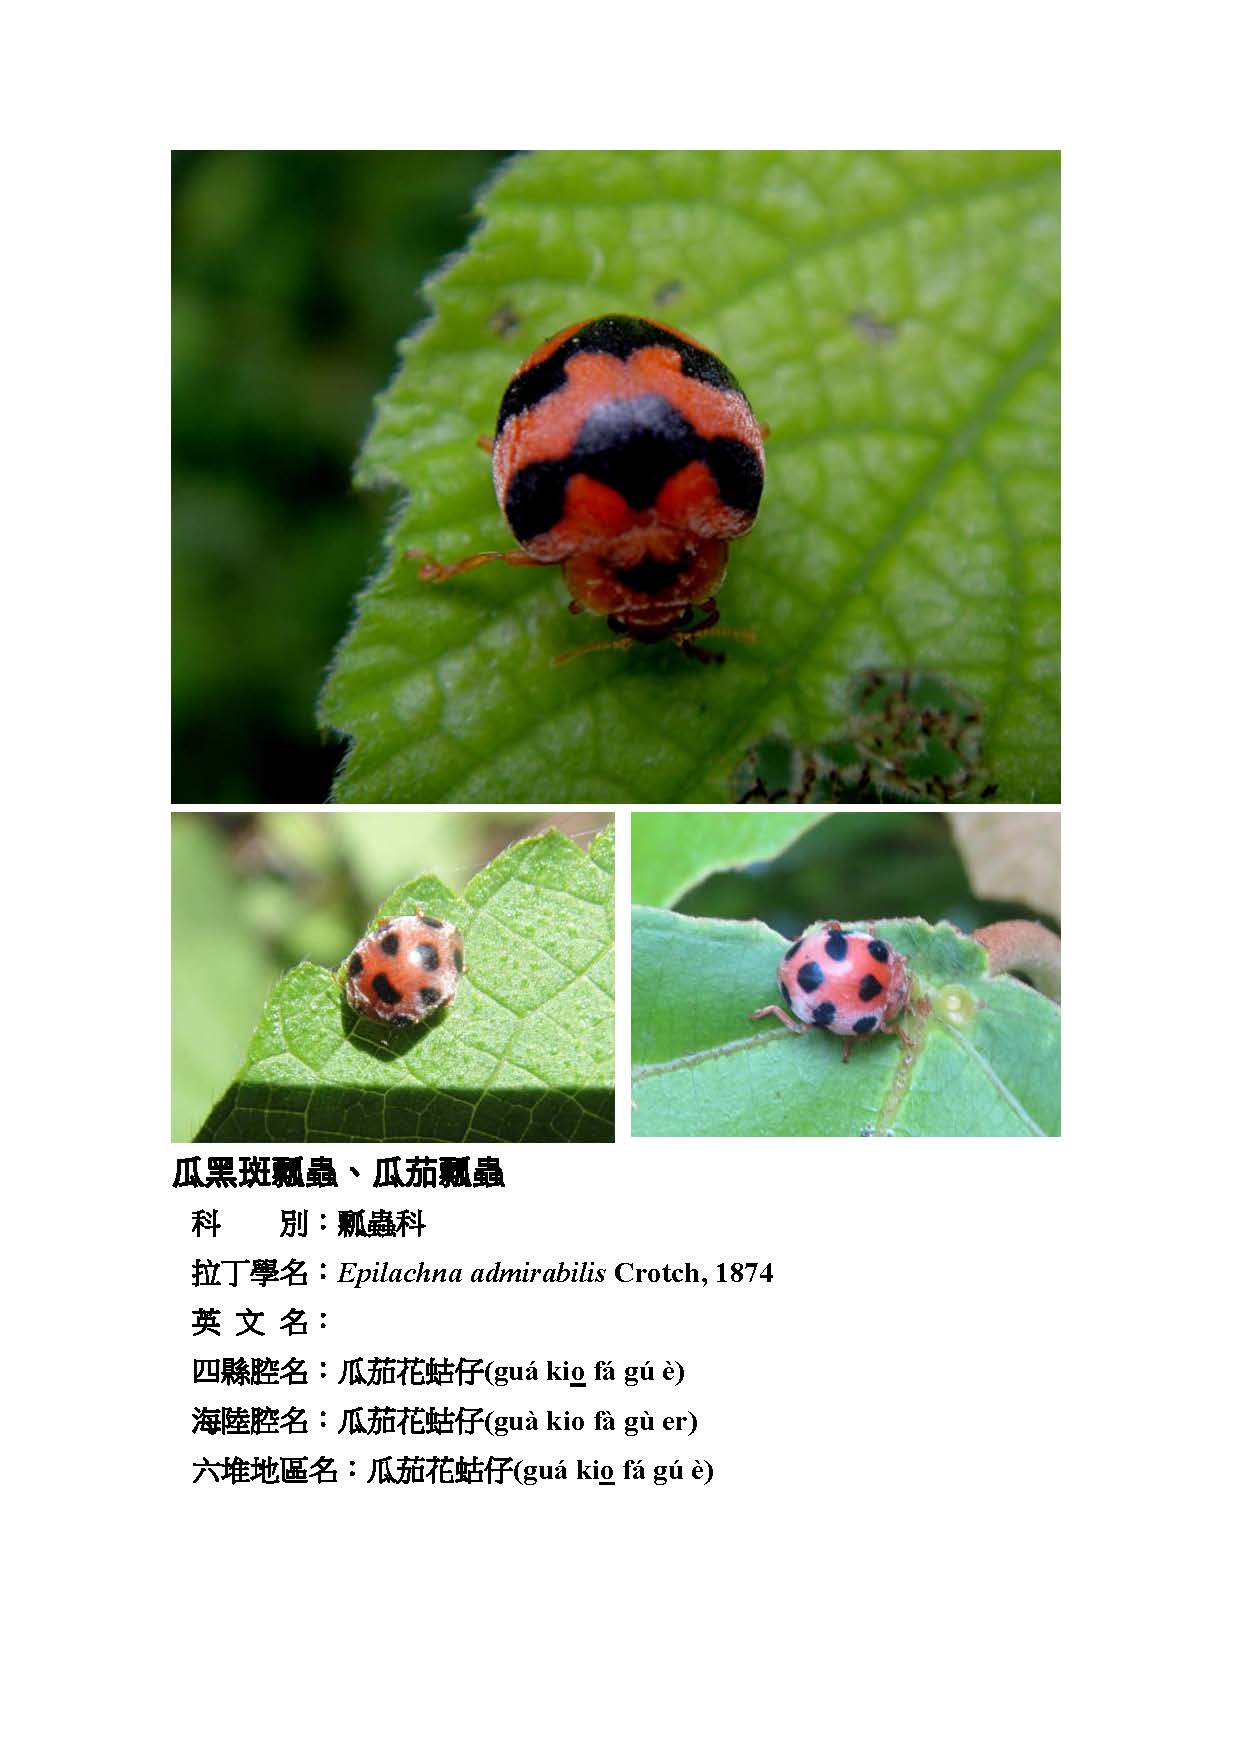 瓜黑斑瓢蟲、瓜茄瓢蟲
科　　別：瓢蟲科
拉丁學名：Epilachna admirabilis Crotch, 1874
英 文 名：
四縣腔名：瓜茄花蛄仔(guá kio fá gú è)
海陸腔名：瓜茄花蛄仔(guà kio fà gù er)
六堆地區名：瓜茄花蛄仔(guá kio fá gú è)